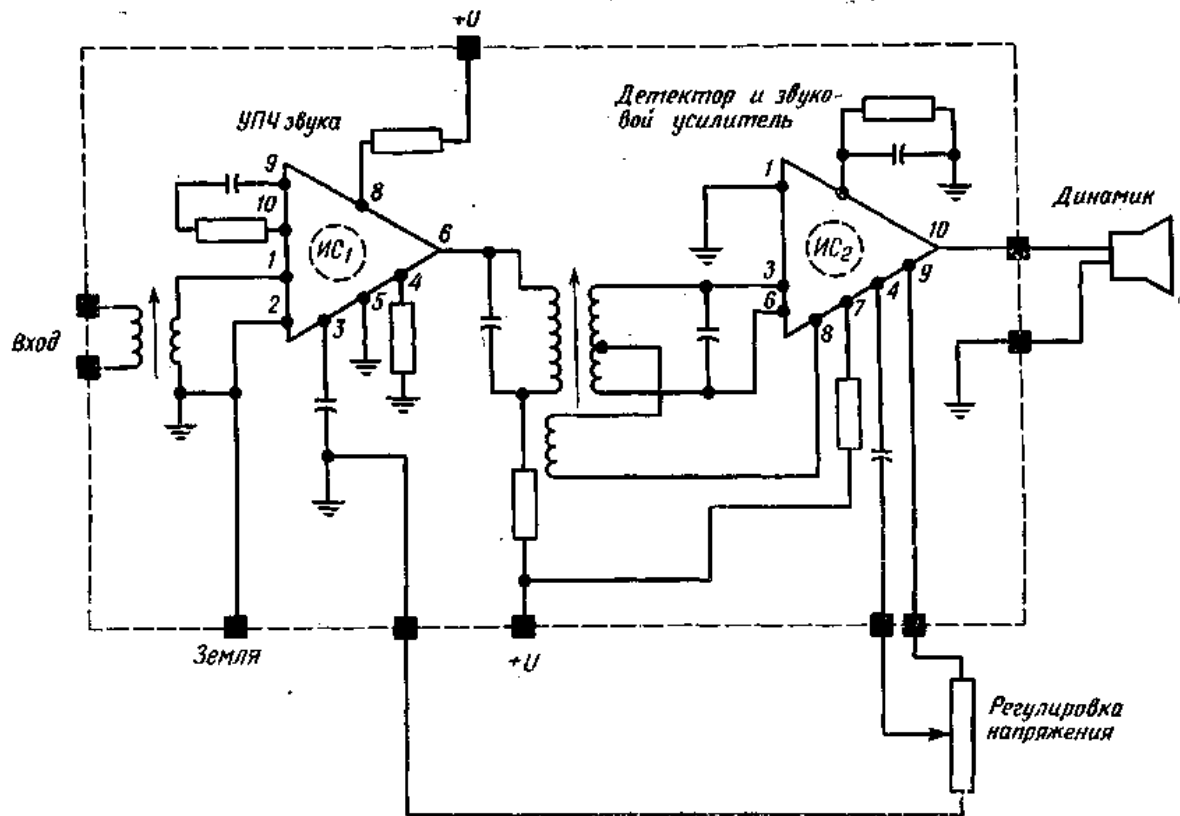 +U
УПЧ звука
Детектор и звуко-
вой усилитель
Динамик
9
8
10
ИС1
6
1
4
2
5
3
Вход
1
ИС2
10
3
9
6
4
7
8
Земля
+U
Регулировка
напряжения